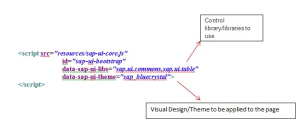 Control
library/libraries to
use
<script src="resources/sap-ui-core.js"
id="sap-ui-bootstrap"
data-sap-ui-libs="sap.ui.commons,sap.ui.table"
data-sap-ui-theme="sap_bluecrystal">
</script>
Visual Design/Theme to be applied to the page